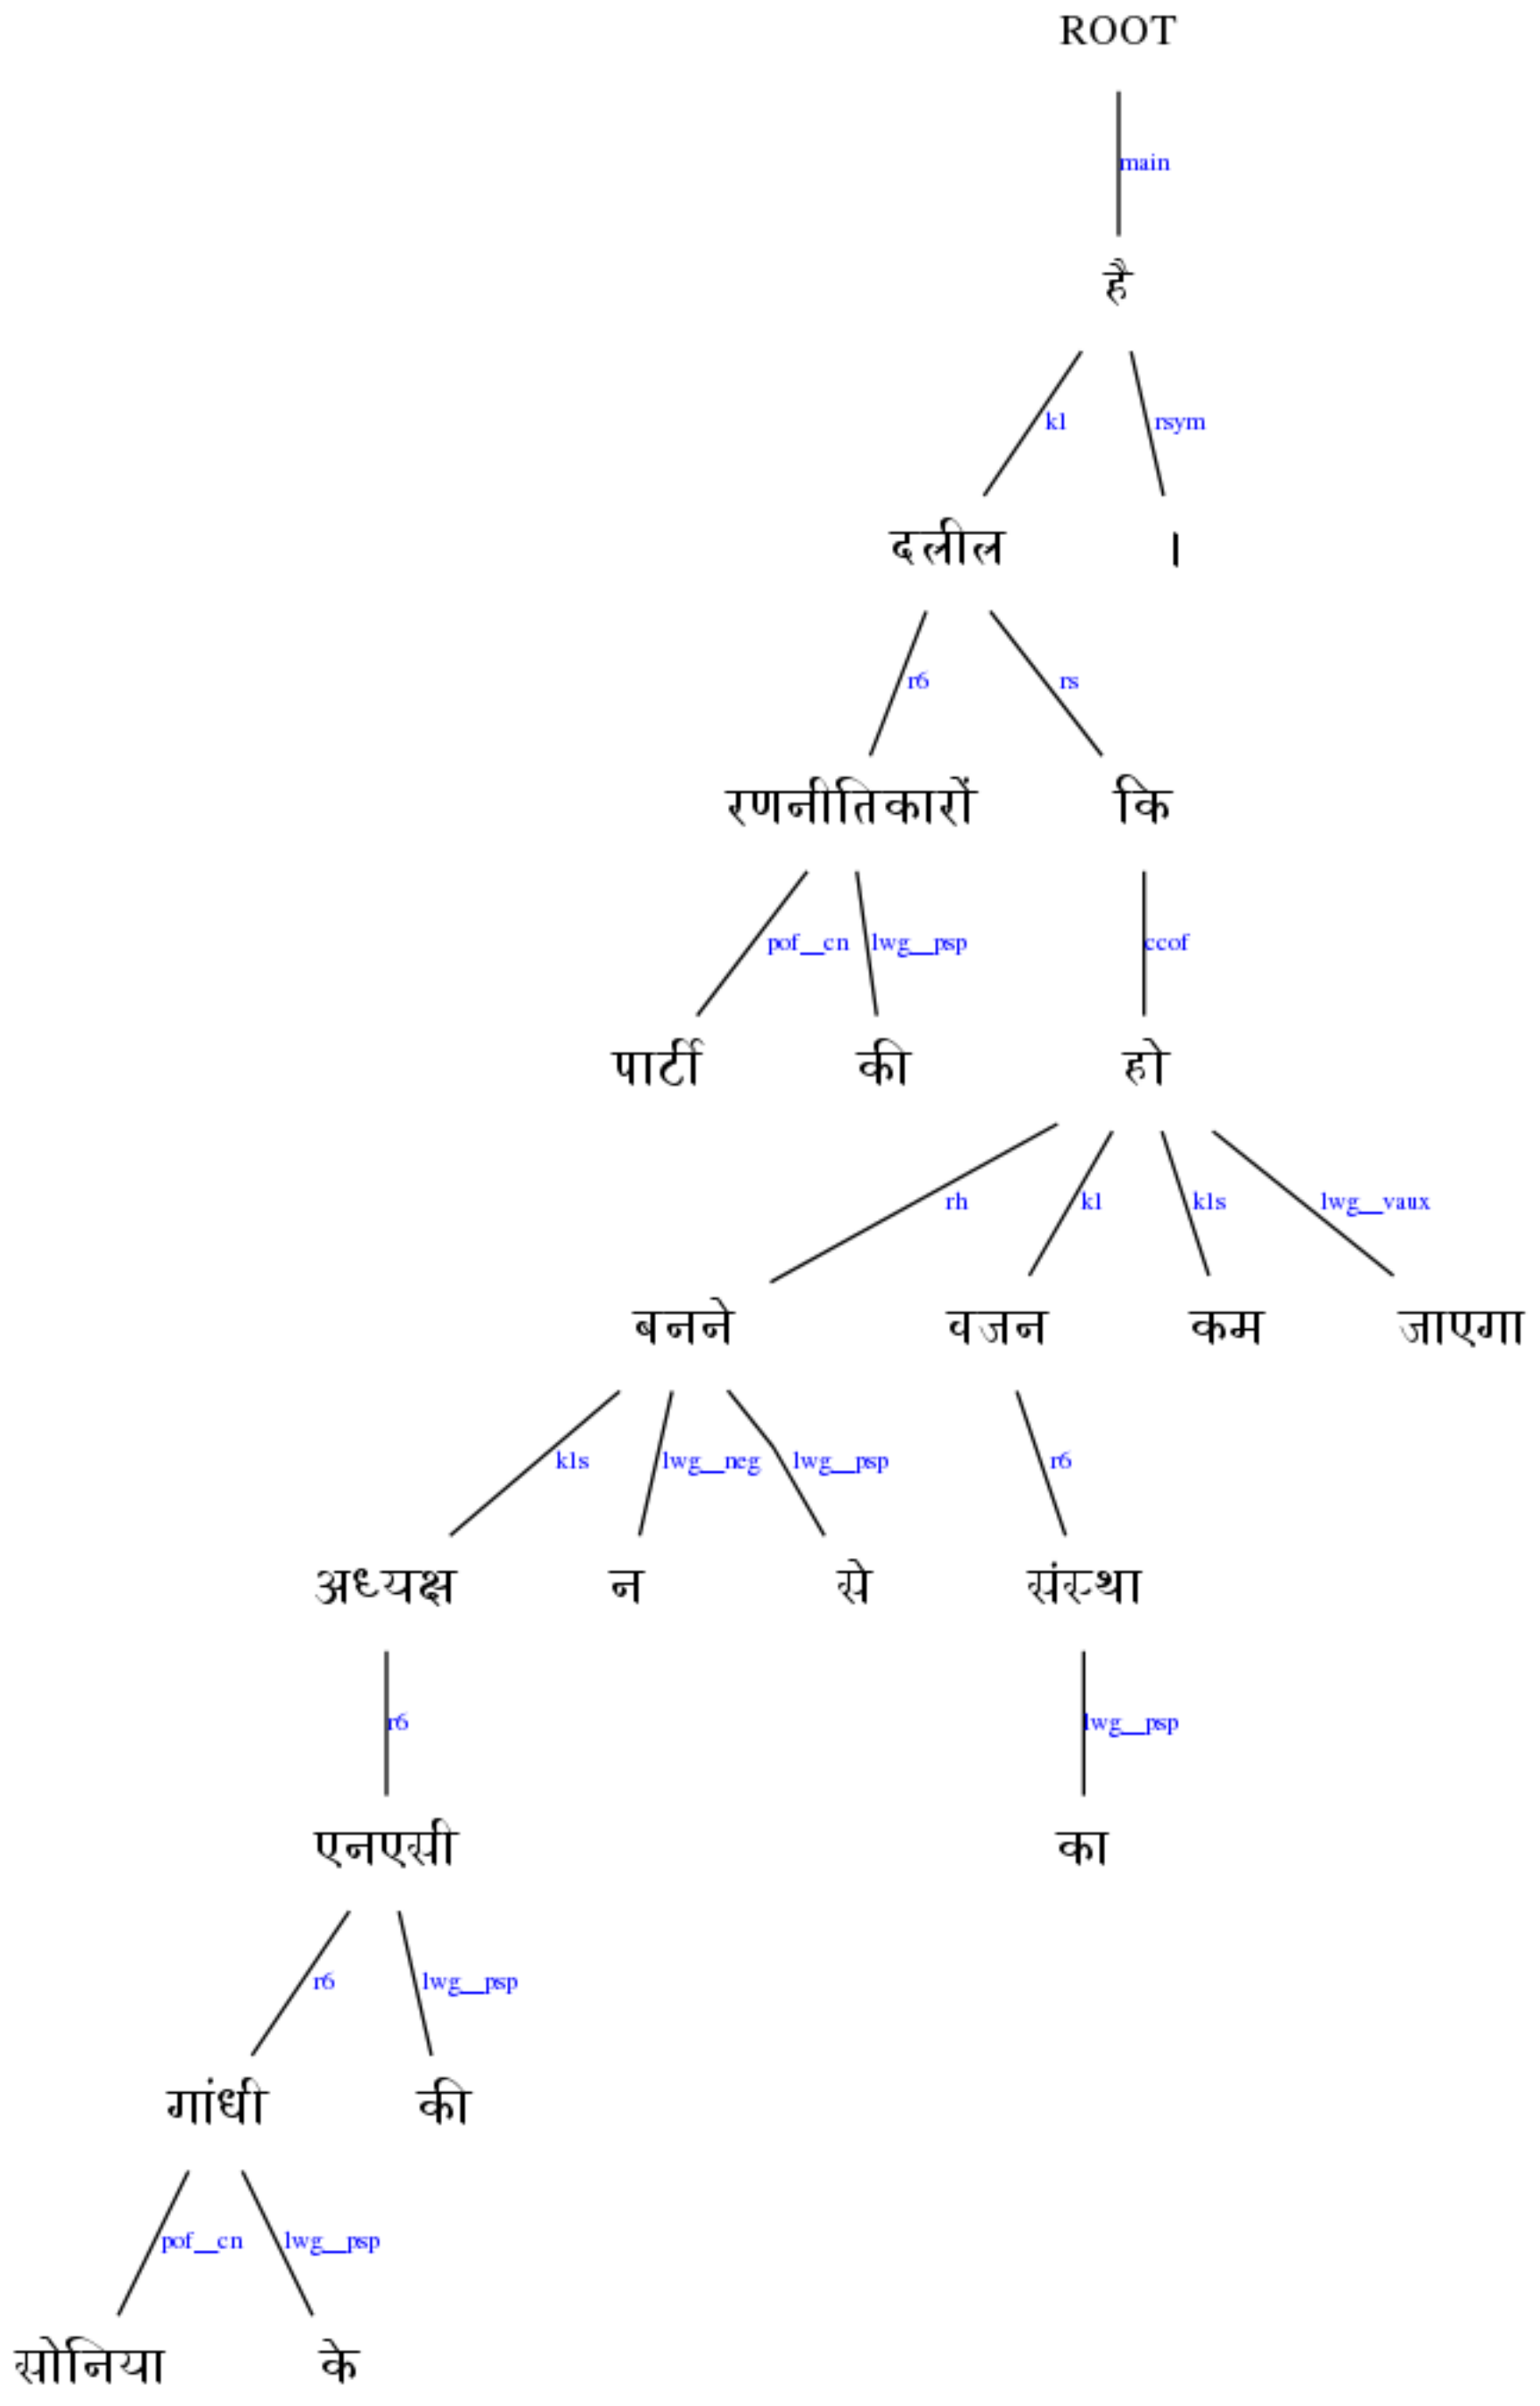 ROOT
main
है
k1 rsym
दलील ।
r6 rs
रणनीतिकारों कि
pof__cn lwg__psp ccof
पार्टी की हो
rh k1 k1s lwg__vaux
बनने वजन कम जाएगा
k1s lwg__neg lwg__psp r6
अध्यक्ष न से संस्था
r6 lwg__psp
एनएसी का
r6 lwg__psp
गांधी की
pof__cn lwg__psp
सोनिया के